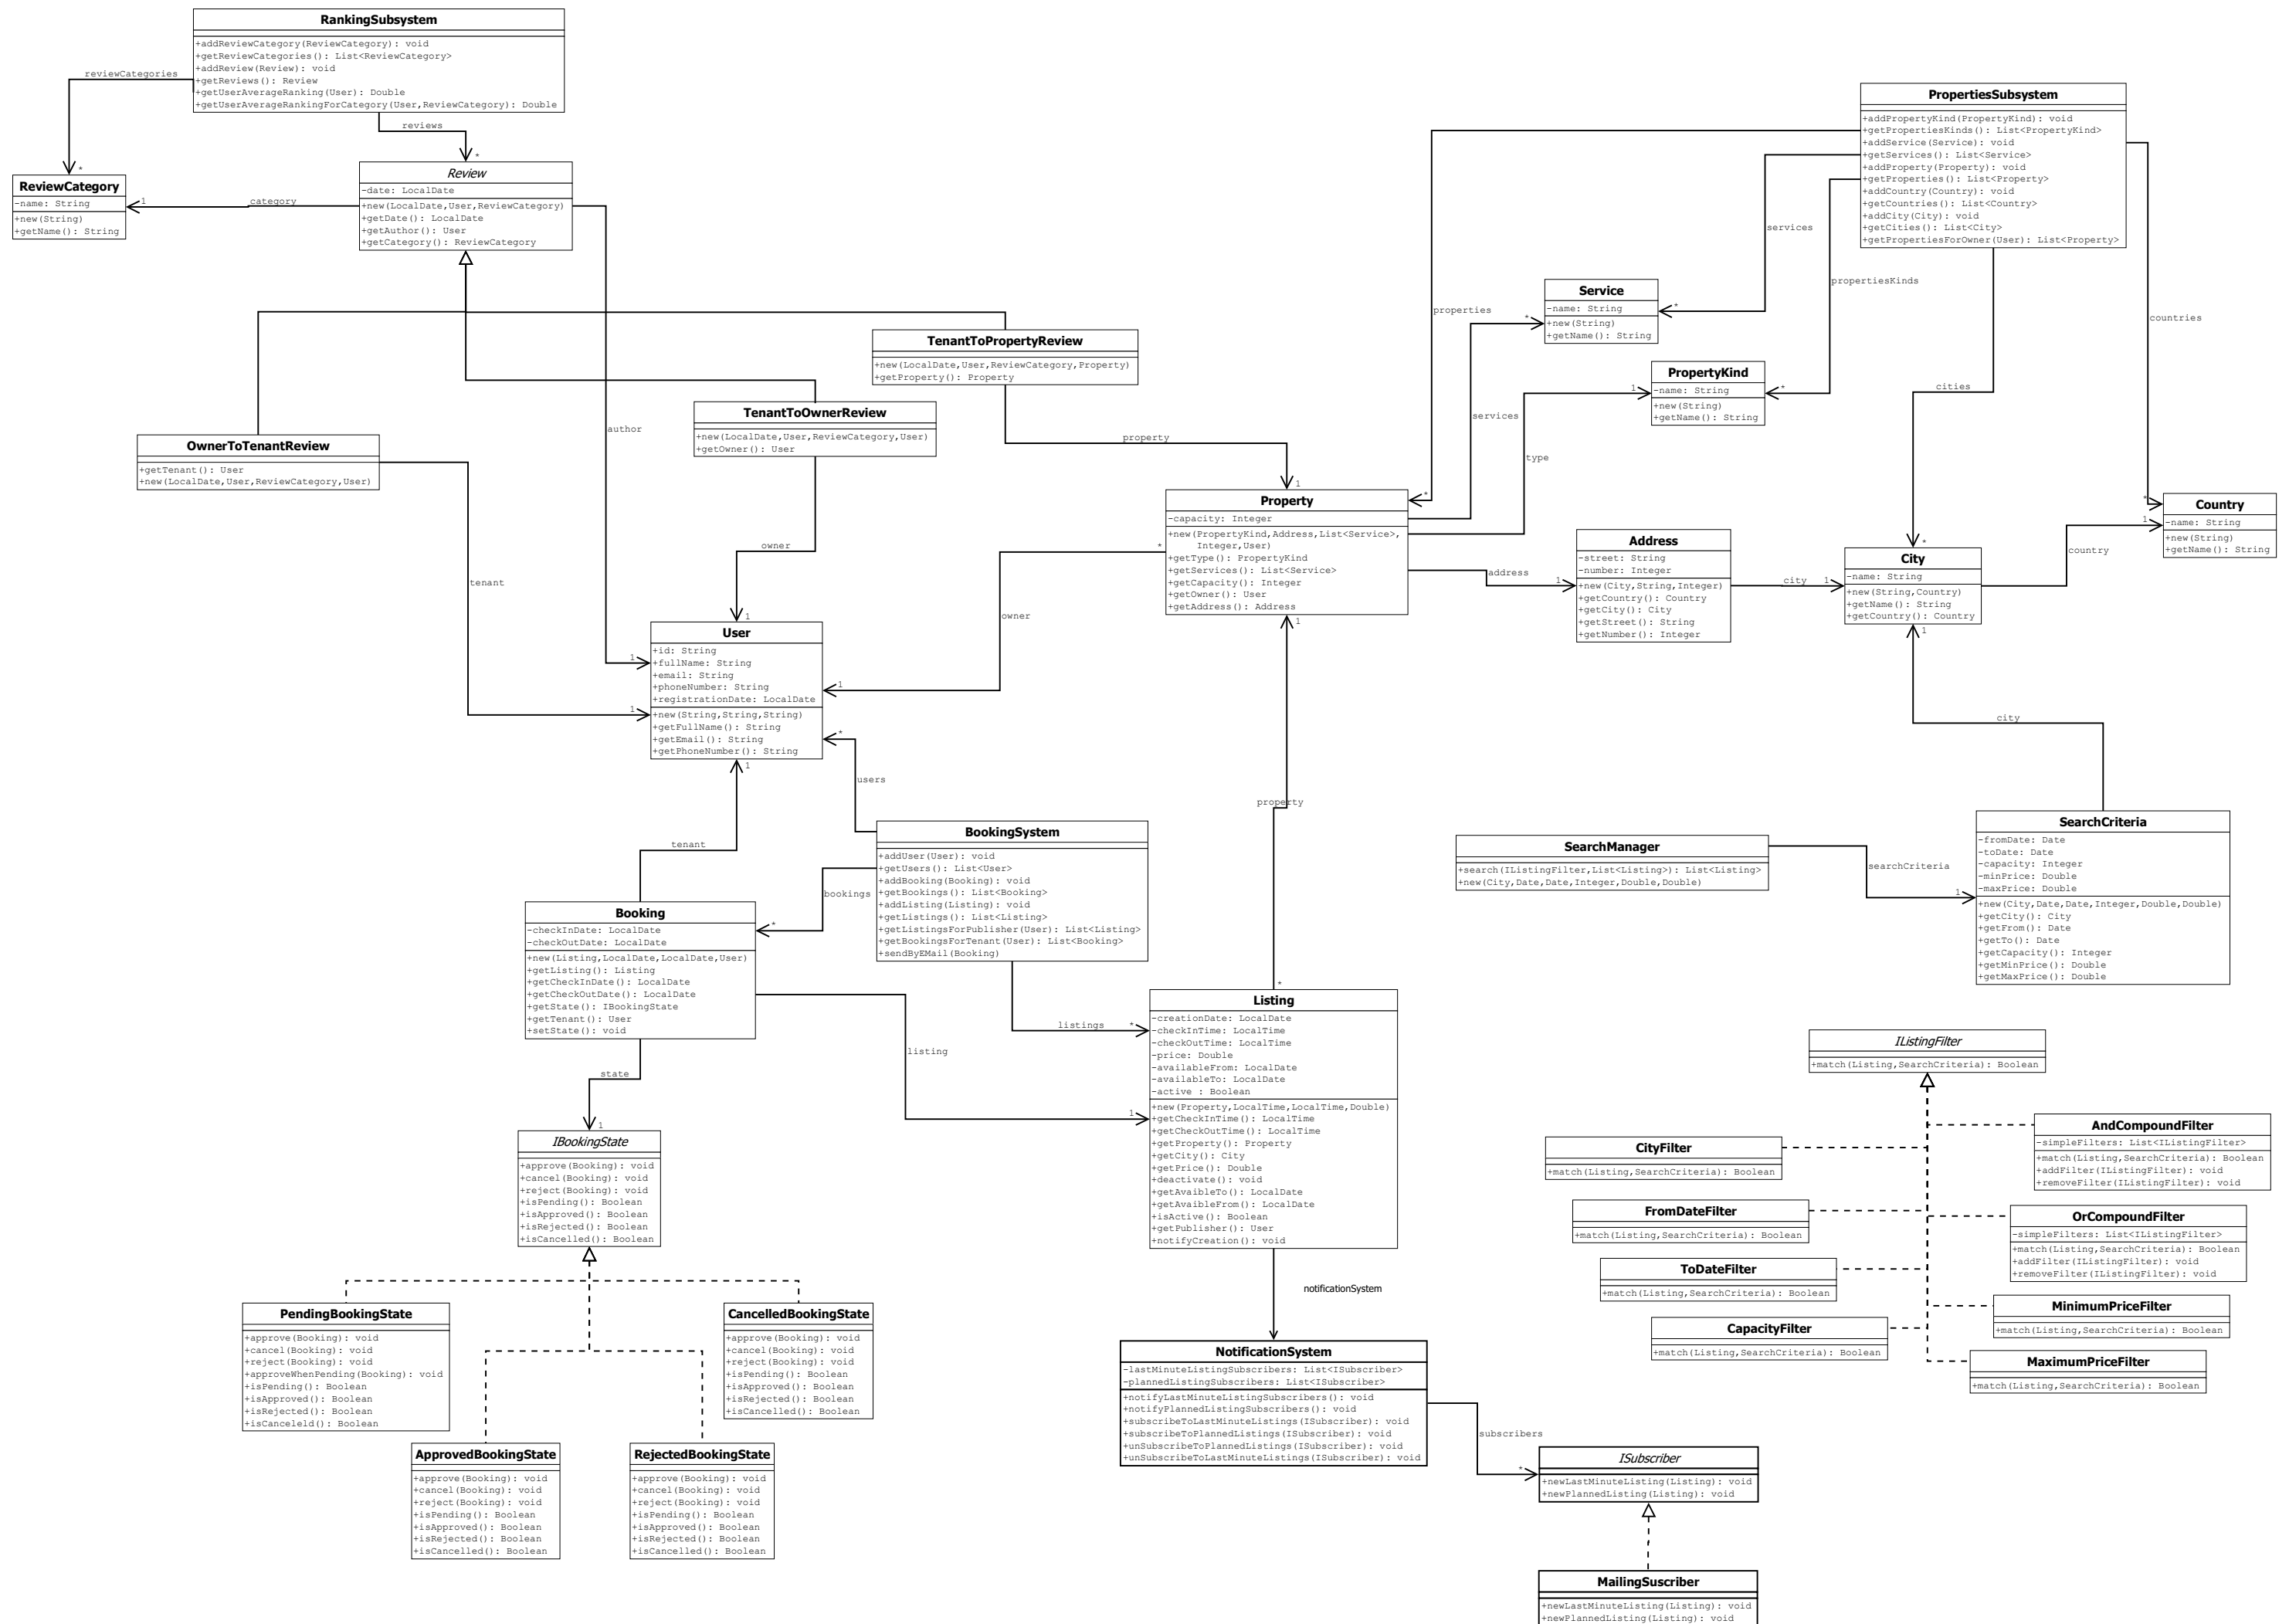 RankingSubsystem
+addReviewCategory(ReviewCategory): void
+getReviewCategories(): List<ReviewCategory>
+addReview(Review): void
+getReviews(): Review
+getUserAverageRanking(User): Double
+getUserAverageRankingForCategory(User,ReviewCategory): Double
reviewCategories
*
reviews
*
ReviewCategory
-name: String
+new(String)
+getName(): String
1
category
Review
-date: LocalDate
+new(LocalDate,User,ReviewCategory)
+getDate(): LocalDate
+getAuthor(): User
+getCategory(): ReviewCategory
author
1
OwnerToTenantReview
+getTenant(): User
+new(LocalDate,User,ReviewCategory,User)
tenant
1
TenantToOwnerReview
+new(LocalDate,User,ReviewCategory,User)
+getOwner(): User
owner
1
TenantToPropertyReview
+new(LocalDate,User,ReviewCategory,Property)
+getProperty(): Property
property
1
PropertiesSubsystem
+addPropertyKind(PropertyKind): void
+getPropertiesKinds(): List<PropertyKind>
+addService(Service): void
+getServices(): List<Service>
+addProperty(Property): void
+getProperties(): List<Property>
+addCountry(Country): void
+getCountries(): List<Country>
+addCity(City): void
+getCities(): List<City>
+getPropertiesForOwner(User): List<Property>
properties
*
services
*
propertiesKinds
*
cities
*
countries
*
Service
-name: String
+new(String)
+getName(): String
*
services
PropertyKind
-name: String
+new(String)
+getName(): String
1
type
Property
-capacity: Integer
+new(PropertyKind,Address,List<Service>,
Integer,User)
+getType(): PropertyKind
+getServices(): List<Service>
+getCapacity(): Integer
+getOwner(): User
+getAddress(): Address
*
owner
1
address
1
Address
-street: String
-number: Integer
+new(City,String,Integer)
+getCountry(): Country
+getCity(): City
+getStreet(): String
+getNumber(): Integer
city
1
City
-name: String
+new(String,Country)
+getName(): String
+getCountry(): Country
country
1
Country
-name: String
+new(String)
+getName(): String
User
+id: String
+fullName: String
+email: String
+phoneNumber: String
+registrationDate: LocalDate
+new(String,String,String)
+getFullName(): String
+getEmail(): String
+getPhoneNumber(): String
1
tenant
*
users
BookingSystem
+addUser(User): void
+getUsers(): List<User>
+addBooking(Booking): void
+getBookings(): List<Booking>
+addListing(Listing): void
+getListings(): List<Listing>
+getListingsForPublisher(User): List<Listing>
+getBookingsForTenant(User): List<Booking>
+sendByEMail(Booking)
bookings
*
listings
*
Booking
-checkInDate: LocalDate
-checkOutDate: LocalDate
+new(Listing,LocalDate,LocalDate,User)
+getListing(): Listing
+getCheckInDate(): LocalDate
+getCheckOutDate(): LocalDate
+getState(): IBookingState
+getTenant(): User
+setState(): void
state
1
listing
1
1
property
*
Listing
-creationDate: LocalDate
-checkInTime: LocalTime
-checkOutTime: LocalTime
-price: Double
-availableFrom: LocalDate
-availableTo: LocalDate
-active : Boolean
+new(Property,LocalTime,LocalTime,Double)
+getCheckInTime(): LocalTime
+getCheckOutTime(): LocalTime
+getProperty(): Property
+getCity(): City
+getPrice(): Double
+deactivate(): void
+getAvaibleTo(): LocalDate
+getAvaibleFrom(): LocalDate
+isActive(): Boolean
+getPublisher(): User
+notifyCreation(): void
notificationSystem
SearchManager
+search(IListingFilter,List<Listing>): List<Listing>
+new(City,Date,Date,Integer,Double,Double)
searchCriteria
1
1
city
SearchCriteria
-fromDate: Date
-toDate: Date
-capacity: Integer
-minPrice: Double
-maxPrice: Double
+new(City,Date,Date,Integer,Double,Double)
+getCity(): City
+getFrom(): Date
+getTo(): Date
+getCapacity(): Integer
+getMinPrice(): Double
+getMaxPrice(): Double
IListingFilter
+match(Listing,SearchCriteria): Boolean
CityFilter
+match(Listing,SearchCriteria): Boolean
FromDateFilter
+match(Listing,SearchCriteria): Boolean
ToDateFilter
+match(Listing,SearchCriteria): Boolean
CapacityFilter
+match(Listing,SearchCriteria): Boolean
AndCompoundFilter
-simpleFilters: List<IListingFilter>
+match(Listing,SearchCriteria): Boolean
+addFilter(IListingFilter): void
+removeFilter(IListingFilter): void
OrCompoundFilter
-simpleFilters: List<IListingFilter>
+match(Listing,SearchCriteria): Boolean
+addFilter(IListingFilter): void
+removeFilter(IListingFilter): void
MinimumPriceFilter
+match(Listing,SearchCriteria): Boolean
MaximumPriceFilter
+match(Listing,SearchCriteria): Boolean
IBookingState
+approve(Booking): void
+cancel(Booking): void
+reject(Booking): void
+isPending(): Boolean
+isApproved(): Boolean
+isRejected(): Boolean
+isCancelled(): Boolean
PendingBookingState
+approve(Booking): void
+cancel(Booking): void
+reject(Booking): void
+approveWhenPending(Booking): void
+isPending(): Boolean
+isApproved(): Boolean
+isRejected(): Boolean
+isCanceleld(): Boolean
CancelledBookingState
+approve(Booking): void
+cancel(Booking): void
+reject(Booking): void
+isPending(): Boolean
+isApproved(): Boolean
+isRejected(): Boolean
+isCancelled(): Boolean
ApprovedBookingState
+approve(Booking): void
+cancel(Booking): void
+reject(Booking): void
+isPending(): Boolean
+isApproved(): Boolean
+isRejected(): Boolean
+isCancelled(): Boolean
RejectedBookingState
+approve(Booking): void
+cancel(Booking): void
+reject(Booking): void
+isPending(): Boolean
+isApproved(): Boolean
+isRejected(): Boolean
+isCancelled(): Boolean
NotificationSystem
-lastMinuteListingSubscribers: List<ISubscriber>
-plannedListingSubscribers: List<ISubscriber>
+notifyLastMinuteListingSubscribers(): void
+notifyPlannedListingSubscribers(): void
+subscribeToLastMinuteListings(ISubscriber): void
+subscribeToPlannedListings(ISubscriber): void
+unSubscribeToPlannedListings(ISubscriber): void
+unSubscribeToLastMinuteListings(ISubscriber): void
subscribers
*
ISubscriber
+newLastMinuteListing(Listing): void
+newPlannedListing(Listing): void
MailingSuscriber
+newLastMinuteListing(Listing): void
+newPlannedListing(Listing): void